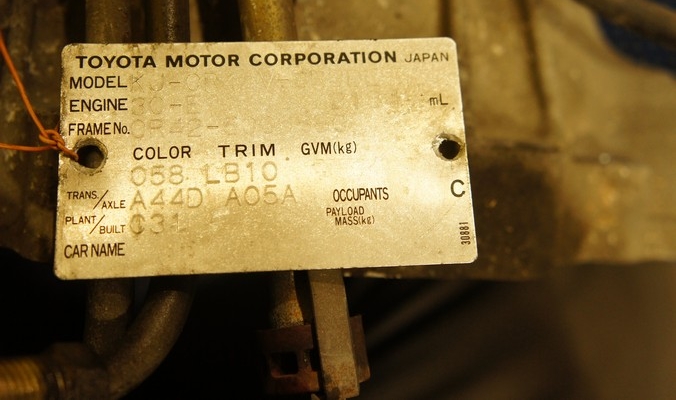 TOYOTA MOTOR CORPORATION JAPAN
MODEL
ENGINE mL
FRAME No.
COLOR TRIM GVM(kg)
058 LB10
TRANS/AXLE A44D A05A OCCUPANTS C
PLANT/BUILT C31 PAYLOAD MASS(kg)
CAR NAME
30881